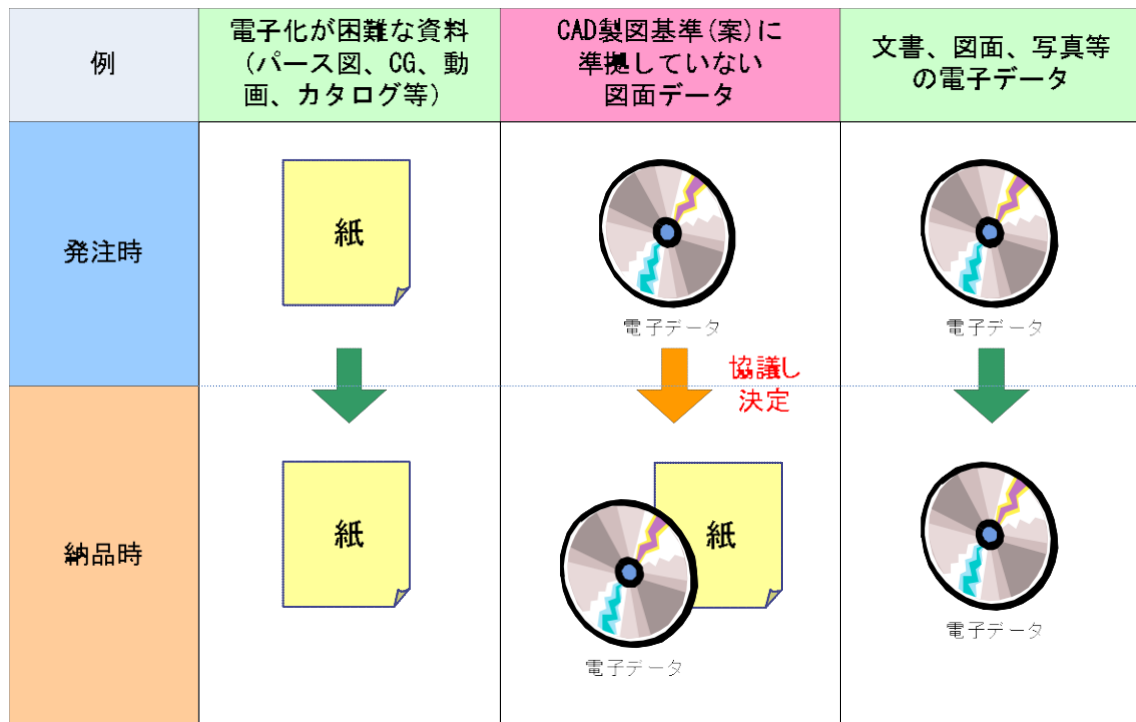 例
電子化が困難な資料
（パース図、CG、動
画、カタログ等）
CAD製図基準（案）に
準拠していない
図面データ
文書、図面、写真等
の電子データ
発注時
紙
電子データ
電子データ
協議し
決定
納品時
紙
紙
電子データ
電子データ